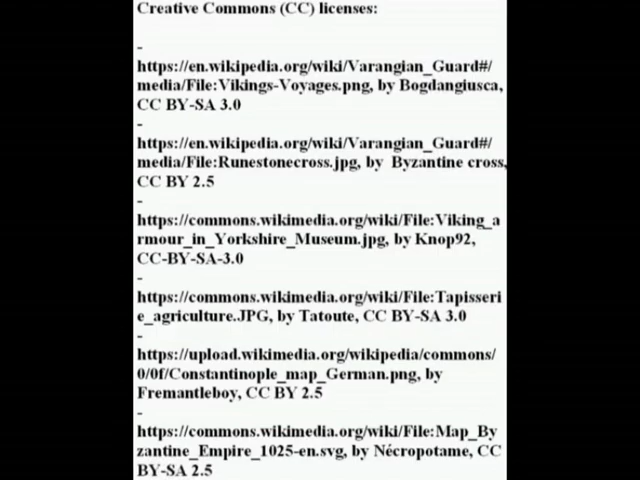 Creative Commons (CC) licenses:
-
https://en.wikipedia.org/wiki/Varangian_Guard#/
media/File:Vikings-Voyages.png, by Bogdangiusca,
CC BY-SA 3.0
-
https://en.wikipedia.org/wiki/Varangian_Guard#/
media/File:Runestonecross.jpg, by Byzantine cross,
CC BY 2.5
-
https://commons.wikimedia.org/wiki/File:Viking_a
rmour_in_Yorkshire_Museum.jpg, by Knop92,
CC-BY-SA-3.0
-
https://commons.wikimedia.org/wiki/File:Tapisseri
e_agriculture.JPG, by Tatoute, CC BY-SA 3.0
-
https://upload.wikimedia.org/wikipedia/commons/
0/0f/Constantinople_map_German.png, by
Fremantleboy, CC BY 2.5
-
https://commons.wikimedia.org/wiki/File:Map_By
zantine_Empire_1025-en.svg, by Nécropotame, CC
BY-SA 2.5